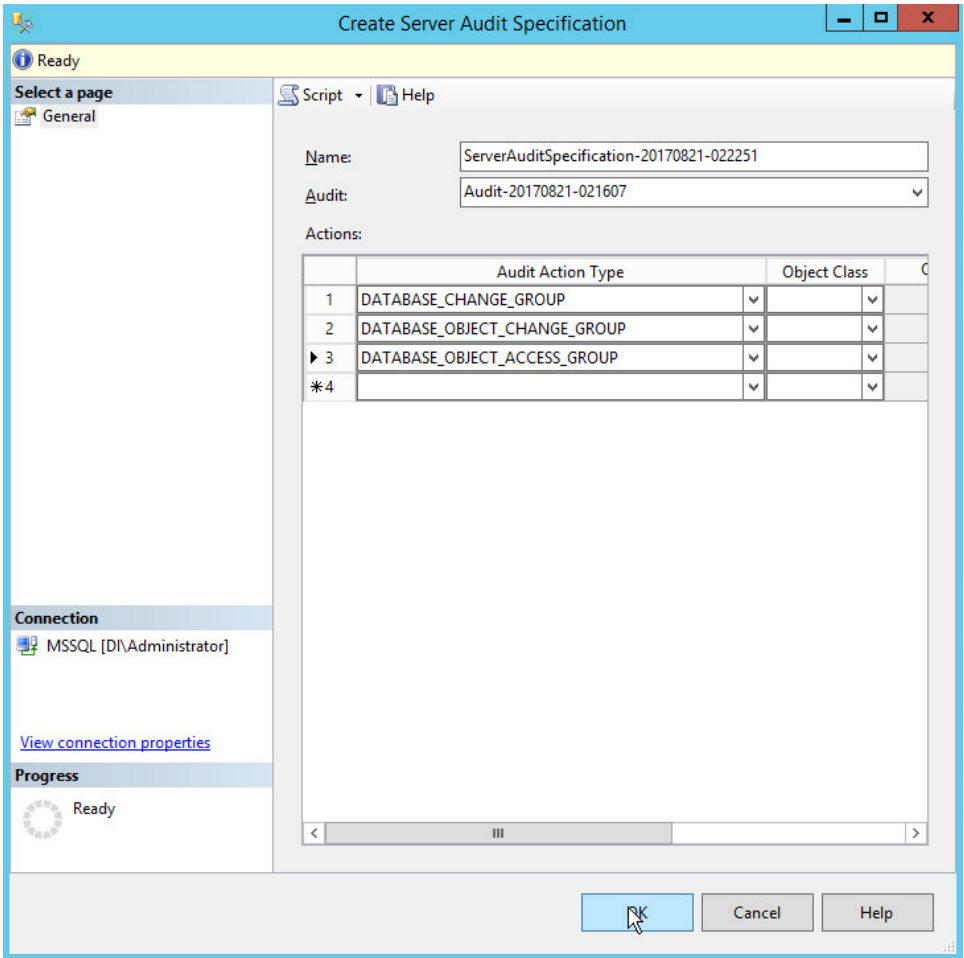 Create Server Audit Specification
Ready
Select a page
General
Script
Help
Name:
ServerAuditSpecification-20170821-022251
Audit:
Audit-20170821-021607
Actions:
Audit Action Type
Object Class
1
DATABASE_CHANGE_GROUP
2
DATABASE_OBJECT_CHANGE_GROUP
3
DATABASE_OBJECT_ACCESS_GROUP
*4
Connection
MSSQL [DI\Administrator]
View connection properties
Progress
Ready
OK
Cancel
Help